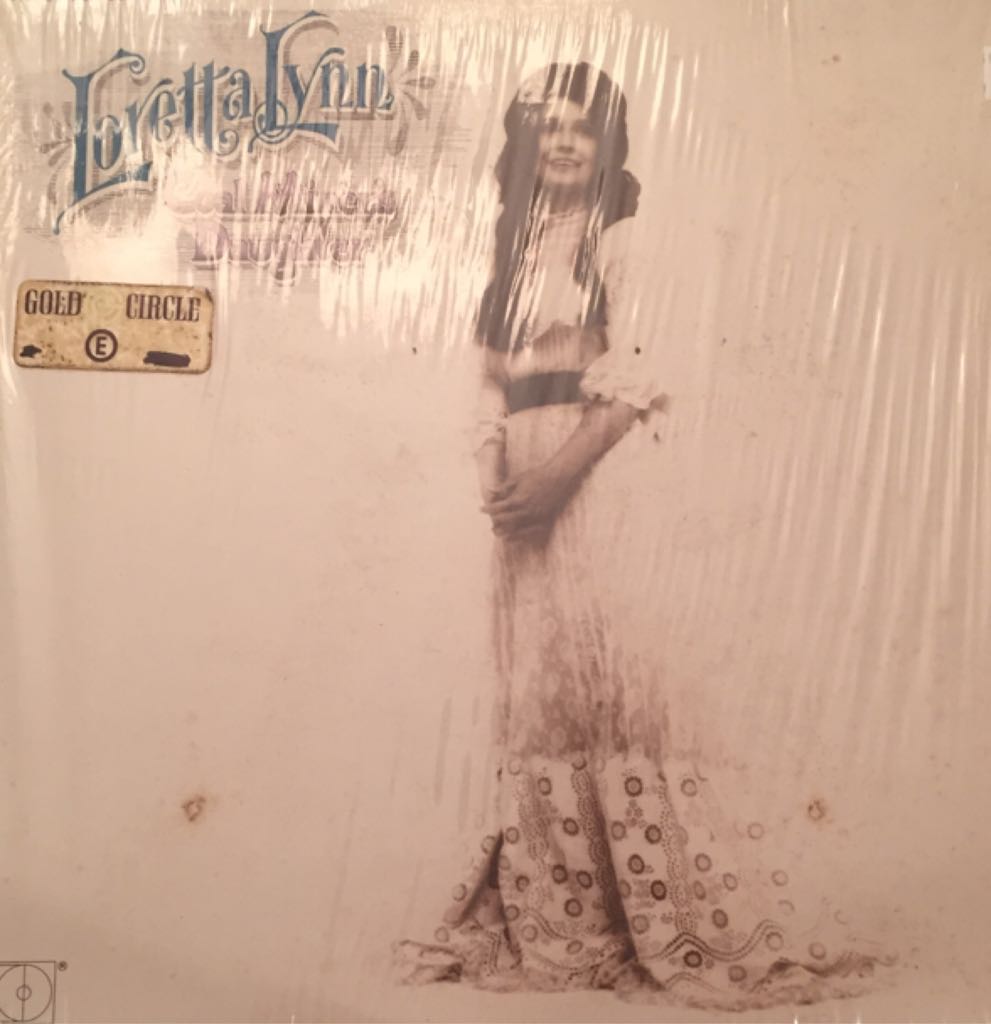 Loretta Lynn
Coal Miner's
Daughter
GOLD CIRCLE
E
®